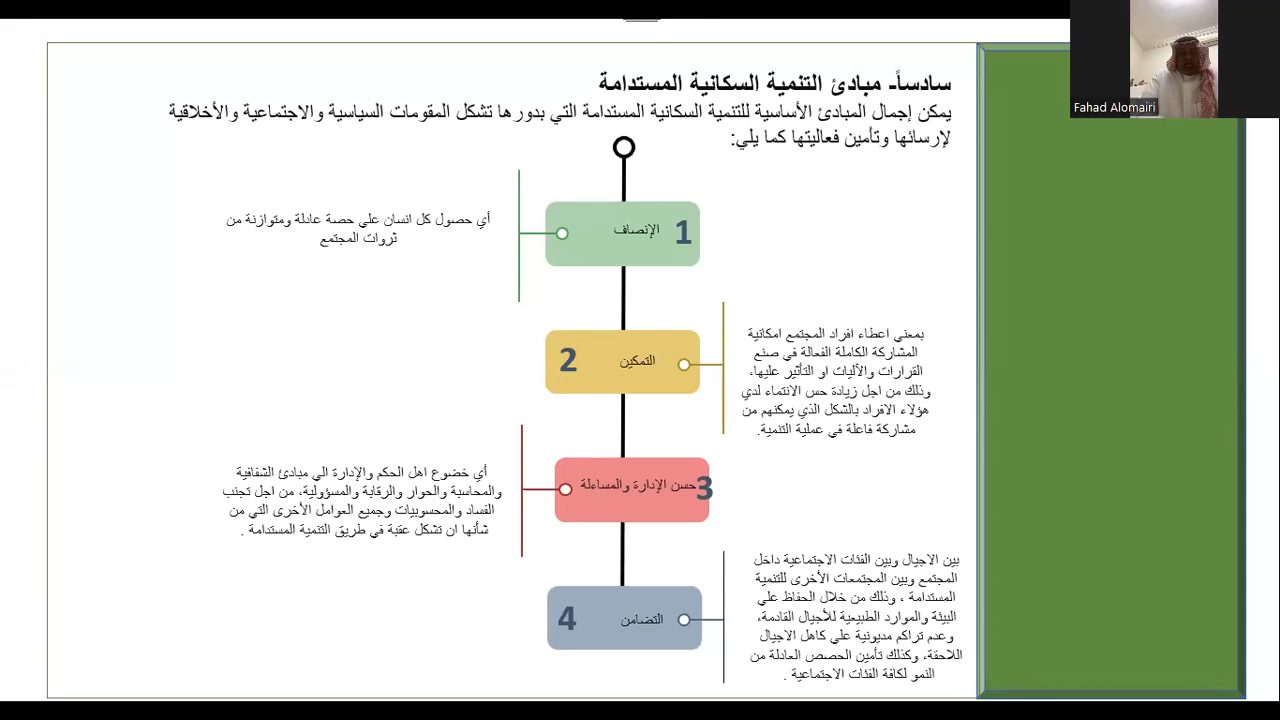 سادساً- مبادئ التنمية السكانية المستدامة
يمكن إجمال المبادئ الأساسية للتنمية السكانية المستدامة التي بدورها تشكل المقومات السياسية والاجتماعية والأخلاقية
لإرسائها وتأمين فعاليتها كما يلي:
Fahad Alomairi
1
الإنصاف
أي حصول كل انسان علي حصة عادلة ومتوازنة من
ثروات المجتمع
2
التمكين
بمعني اعطاء افراد المجتمع امكانية
المشاركة الكاملة الفعالة في صنع
القرارات والآليات او التأثير عليها،
وذلك من اجل زيادة حس الانتماء لدي
هؤلاء الافراد بالشكل الذي يمكنهم من
مشاركة فاعلة في عملية التنمية.
3
حسن الإدارة والمساءلة
أي خضوع اهل الحكم والإدارة الي مبادئ الشفافية
والمحاسبة والحوار والرقابة والمسؤولية، من اجل تجنب
الفساد والمحسوبيات وجميع العوامل الأخرى التي من
شأنها ان تشكل عقبة في طريق التنمية المستدامة .
4
التضامن
بين الاجيال وبين الفئات الاجتماعية داخل
المجتمع وبين المجتمعات الأخرى للتنمية
المستدامة ، وذلك من خلال الحفاظ علي
البيئة والموارد الطبيعية للأجيال القادمة،
وعدم تراكم مديونية علي كاهل الاجيال
اللاحقة، وكذلك تأمين الحصص العادلة من
النمو لكافة الفئات الاجتماعية .